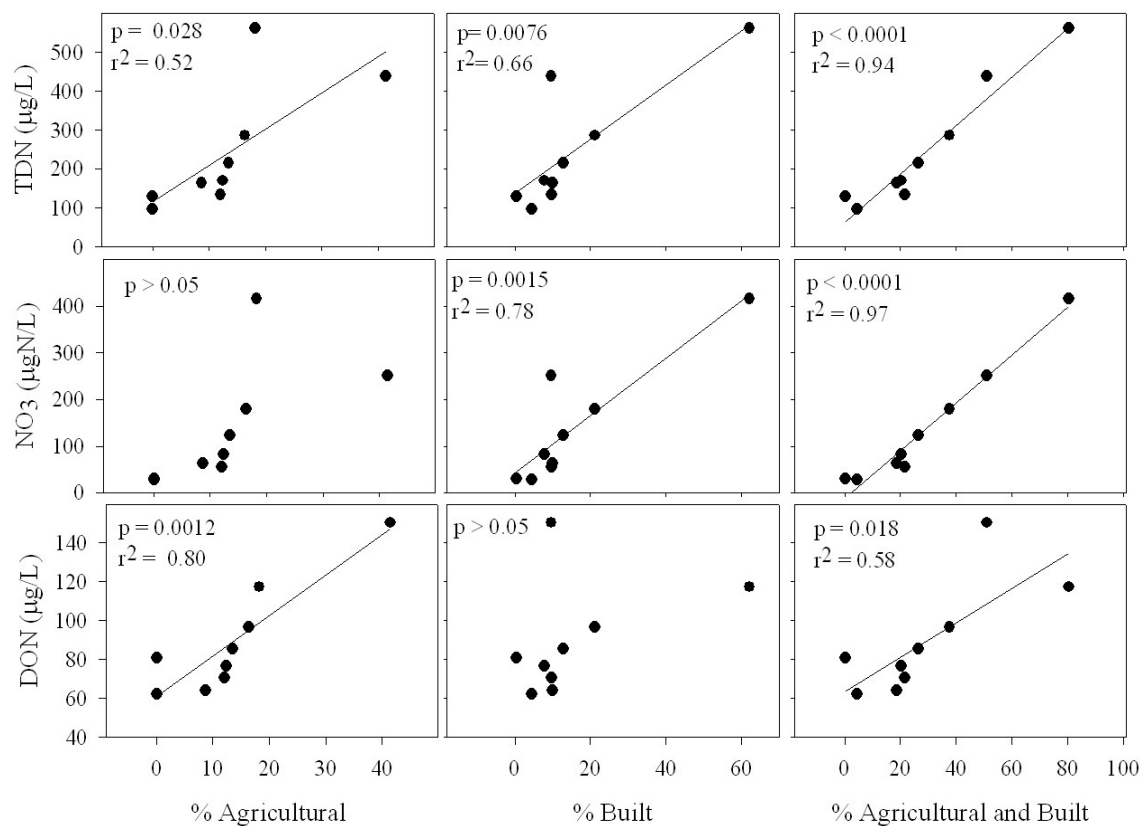 p = 0.028
r2 = 0.52
p= 0.0076
r2= 0.66
p < 0.0001
r2 = 0.94
TDN (µg/L)
500
400
300
200
100
0
p > 0.05
p = 0.0015
r2 = 0.78
p < 0.0001
r2 = 0.97
NO3 (µgN/L)
400
300
200
100
0
p = 0.0012
r2 = 0.80
p > 0.05
p = 0.018
r2 = 0.58
DON (µg/L)
140
120
100
80
60
40
0 10 20 30 40
0 20 40 60
0 20 40 60 80 100
% Agricultural
% Built
% Agricultural and Built